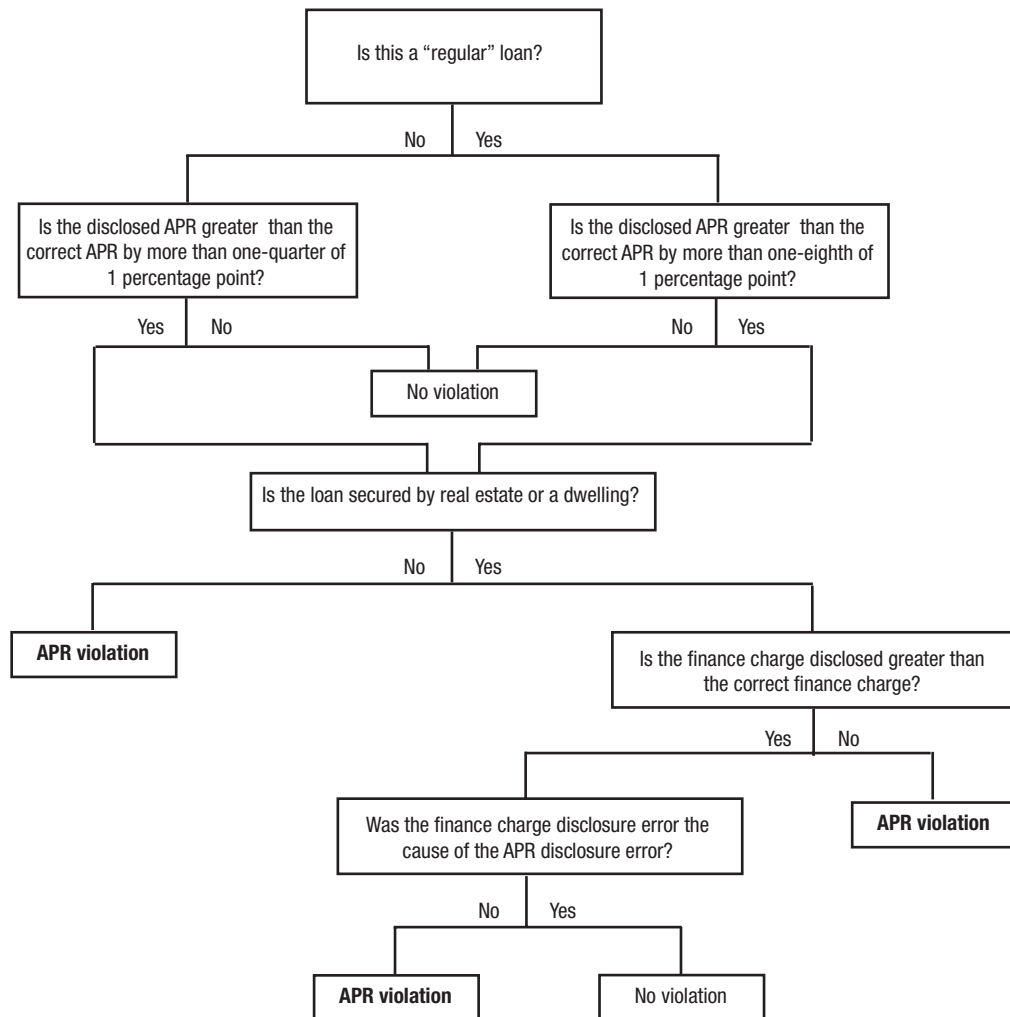 Is this a “regular” loan?
No Yes
Is the disclosed APR greater than the
correct APR by more than one-quarter of
1 percentage point?
Is the disclosed APR greater than the
correct APR by more than one-eighth of
1 percentage point?
Yes No
No Yes
No violation
Is the loan secured by real estate or a dwelling?
No Yes
APR violation
Is the finance charge disclosed greater than
the correct finance charge?
Yes No
Was the finance charge disclosure error the
cause of the APR disclosure error?
APR violation
No Yes
APR violation
No violation